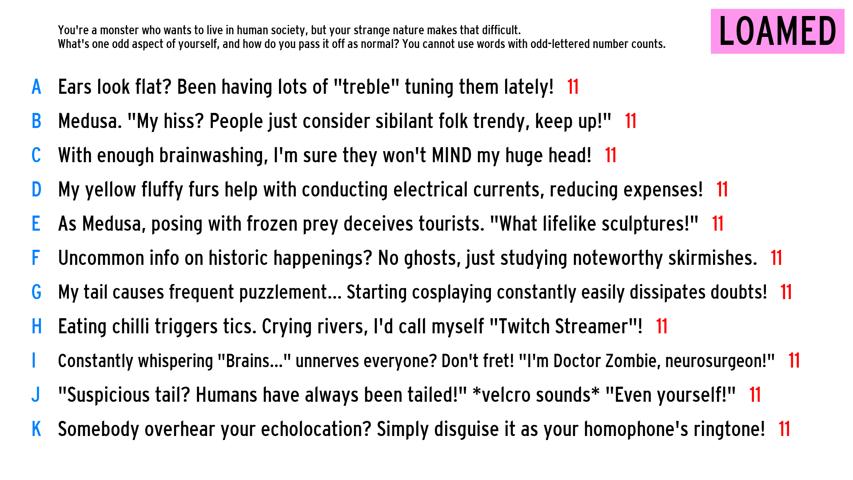 You're a monster who wants to live in human society, but your strange nature makes that difficult.
What's one odd aspect of yourself, and how do you pass it off as normal? You cannot use words with odd-lettered number counts.
LOAMED
A Ears look flat? Been having lots of "treble" tuning them lately! 11
B Medusa. "My hiss? People just consider sibilant folk trendy, keep up!" 11
C With enough brainwashing, I'm sure they won't MIND my huge head! 11
D My yellow fluffy furs help with conducting electrical currents, reducing expenses! 11
E As Medusa, posing with frozen prey deceives tourists. "What lifelike sculptures!" 11
F Uncommon info on historic happenings? No ghosts, just studying noteworthy skirmishes. 11
G My tail causes frequent puzzlement... Starting cosplaying constantly easily dissipates doubts! 11
H Eating chilli triggers tics. Crying rivers, I'd call myself "Twitch Streamer"! 11
I Constantly whispering "Brains..." unnerves everyone? Don't fret! "I'm Doctor Zombie, neurosurgeon!" 11
J "Suspicious tail? Humans have always been tailed!" *velcro sounds* "Even yourself!" 11
K Somebody overhear your echolocation? Simply disguise it as your homophone's ringtone! 11